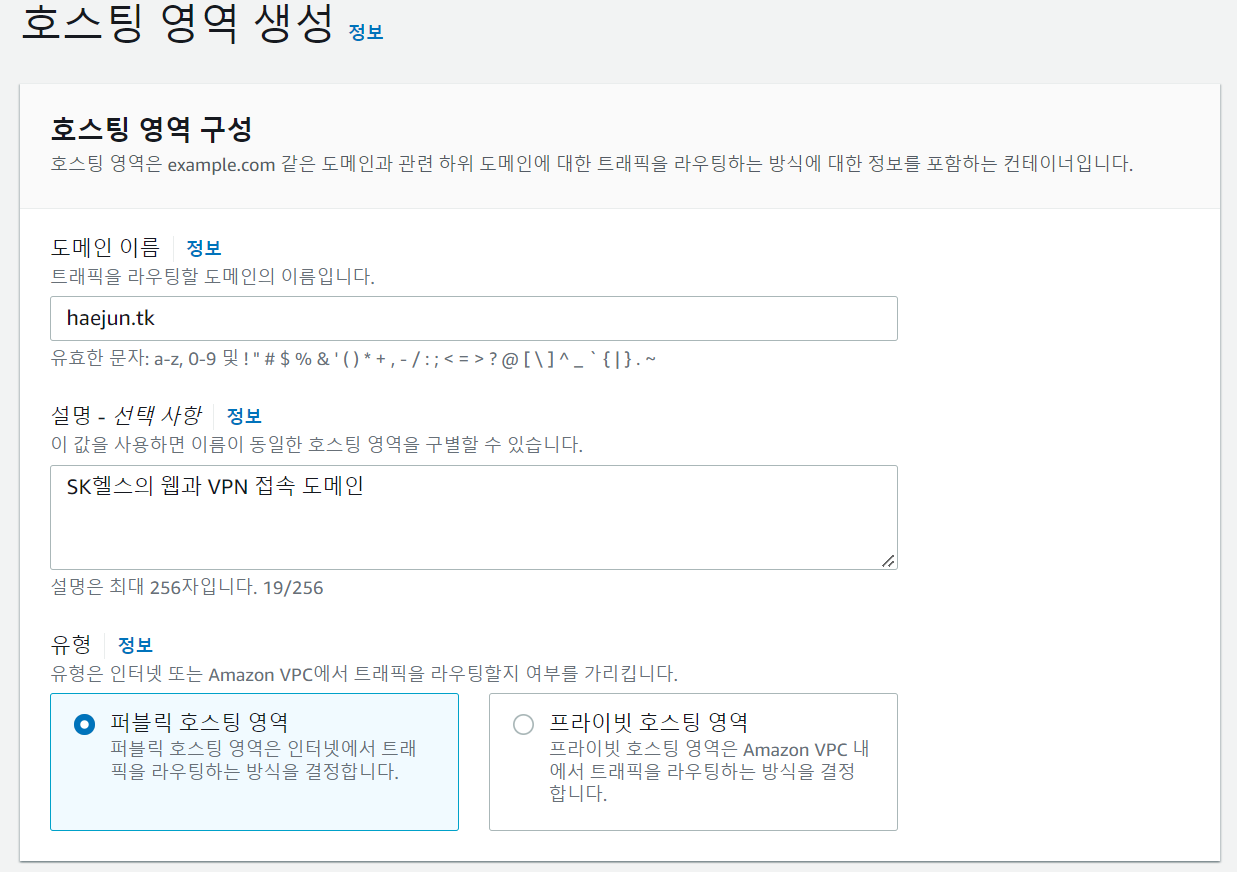 호스팅 영역 생성 정보
호스팅 영역 구성
호스팅 영역은 example.com 같은 도메인과 관련 하위 도메인에 대한 트래픽을 라우팅하는 방식에 대한 정보를 포함하는 컨테이너입니다.
도메인 이름 정보
트래픽을 라우팅할 도메인의 이름입니다.
haejun.tk
유효한 문자: a-z, 0-9 및 ! " # $ % & ' ( ) * + , - / : ; < = > ? @ [ \ ] ^ _ ` { | } . ~
설명 - 선택 사항 정보
이 값을 사용하면 이름이 동일한 호스팅 영역을 구별할 수 있습니다.
SK헬스의 웹과 VPN 접속 도메인
설명은 최대 256자입니다. 19/256
유형 정보
유형은 인터넷 또는 Amazon VPC에서 트래픽을 라우팅할지 여부를 가리킵니다.
퍼블릭 호스팅 영역
퍼블릭 호스팅 영역은 인터넷에서 트래
픽을 라우팅하는 방식을 결정합니다.
프라이빗 호스팅 영역
프라이빗 호스팅 영역은 Amazon VPC 내
에서 트래픽을 라우팅하는 방식을 결정
합니다.